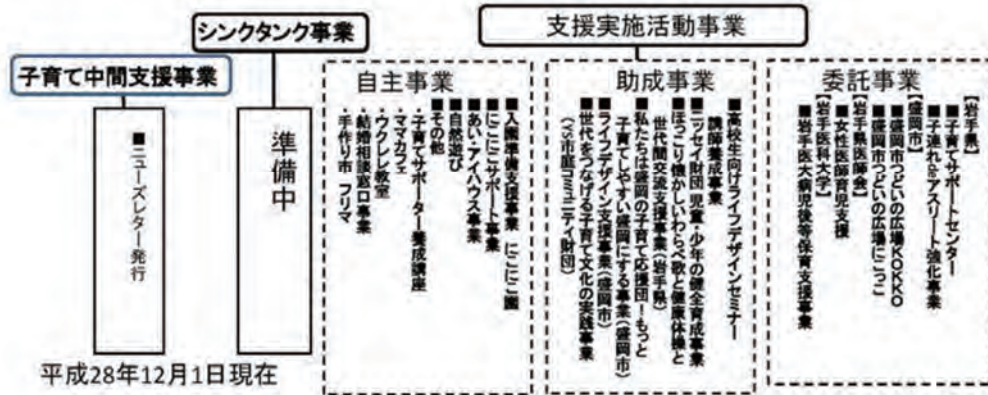 シンクタンク事業
支援実施活動事業
子育て中間支援事業
■ニューズレター発行
準備中
自主事業
■入園準備支援事業 にこにこ園
■にこにこサポート事業
■あい・アイハウス事業
■自然遊び
■その他
・子育てサポーター養成講座
・ママカフェ
・ウクレレ教室
・結婚相談窓口事業
・手作り市 フリマ
助成事業
■高校生向けライフデザインセミナー
講師養成事業
■ニッセイ財団 児童・少年の健全育成事業
ほっこり懐かしいわらべ歌と健康体操と
世代間交流支援事業(岩手県)
■私たちは盛岡の子育て応援団!もっと
子育てしやすい盛岡にする事業(盛岡市)
■ライフデザイン支援事業(盛岡市)
■世代をつなげる子育て文化の実践事業
委託事業
【岩手県】
■子育てサポートセンター
■子連れdeアスリート強化事業
【盛岡市】
■盛岡市つどいの広場KOKKO
■盛岡市つどいの広場にこっこ
【岩手県医師会】
■女性医師育児支援
【岩手医科大学】
■岩手医大病児病後等保育支援事業
平成28年12月1日現在